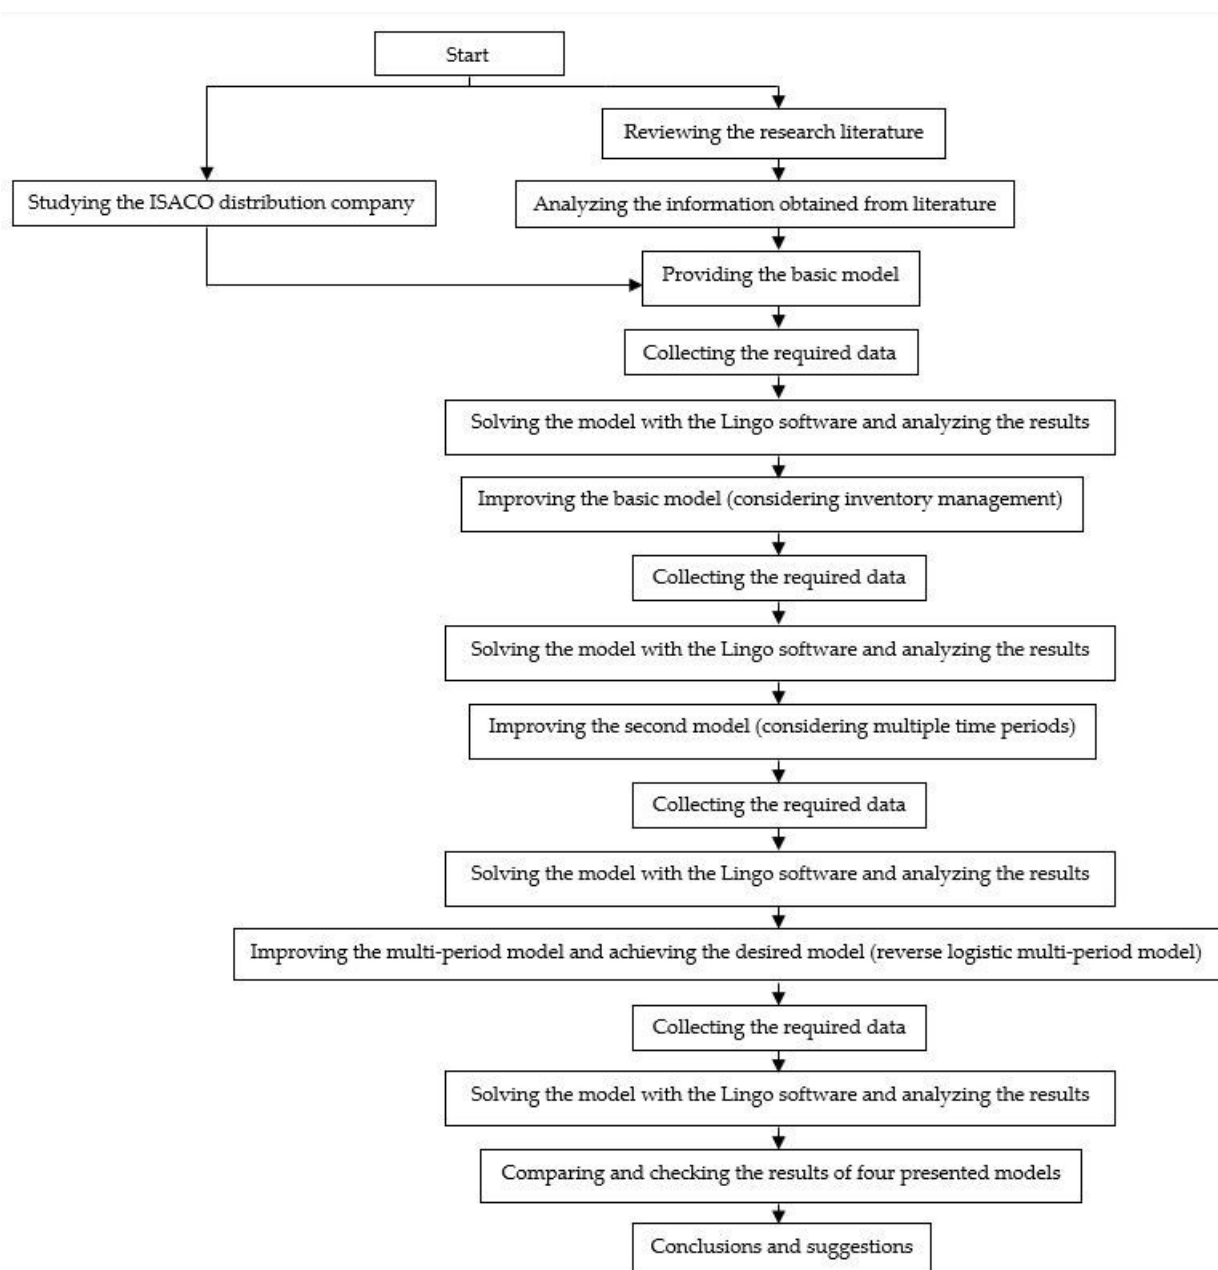 Start
Reviewing the research literature
Studying the ISACO distribution company
Analyzing the information obtained from literature
Providing the basic model
Collecting the required data
Solving the model with the Lingo software and analyzing the results
Improving the basic model (considering inventory management)
Collecting the required data
Solving the model with the Lingo software and analyzing the results
Improving the second model (considering multiple time periods)
Collecting the required data
Solving the model with the Lingo software and analyzing the results
Improving the multi-period model and achieving the desired model (reverse logistic multi-period model)
Collecting the required data
Solving the model with the Lingo software and analyzing the results
Comparing and checking the results of four presented models
Conclusions and suggestions